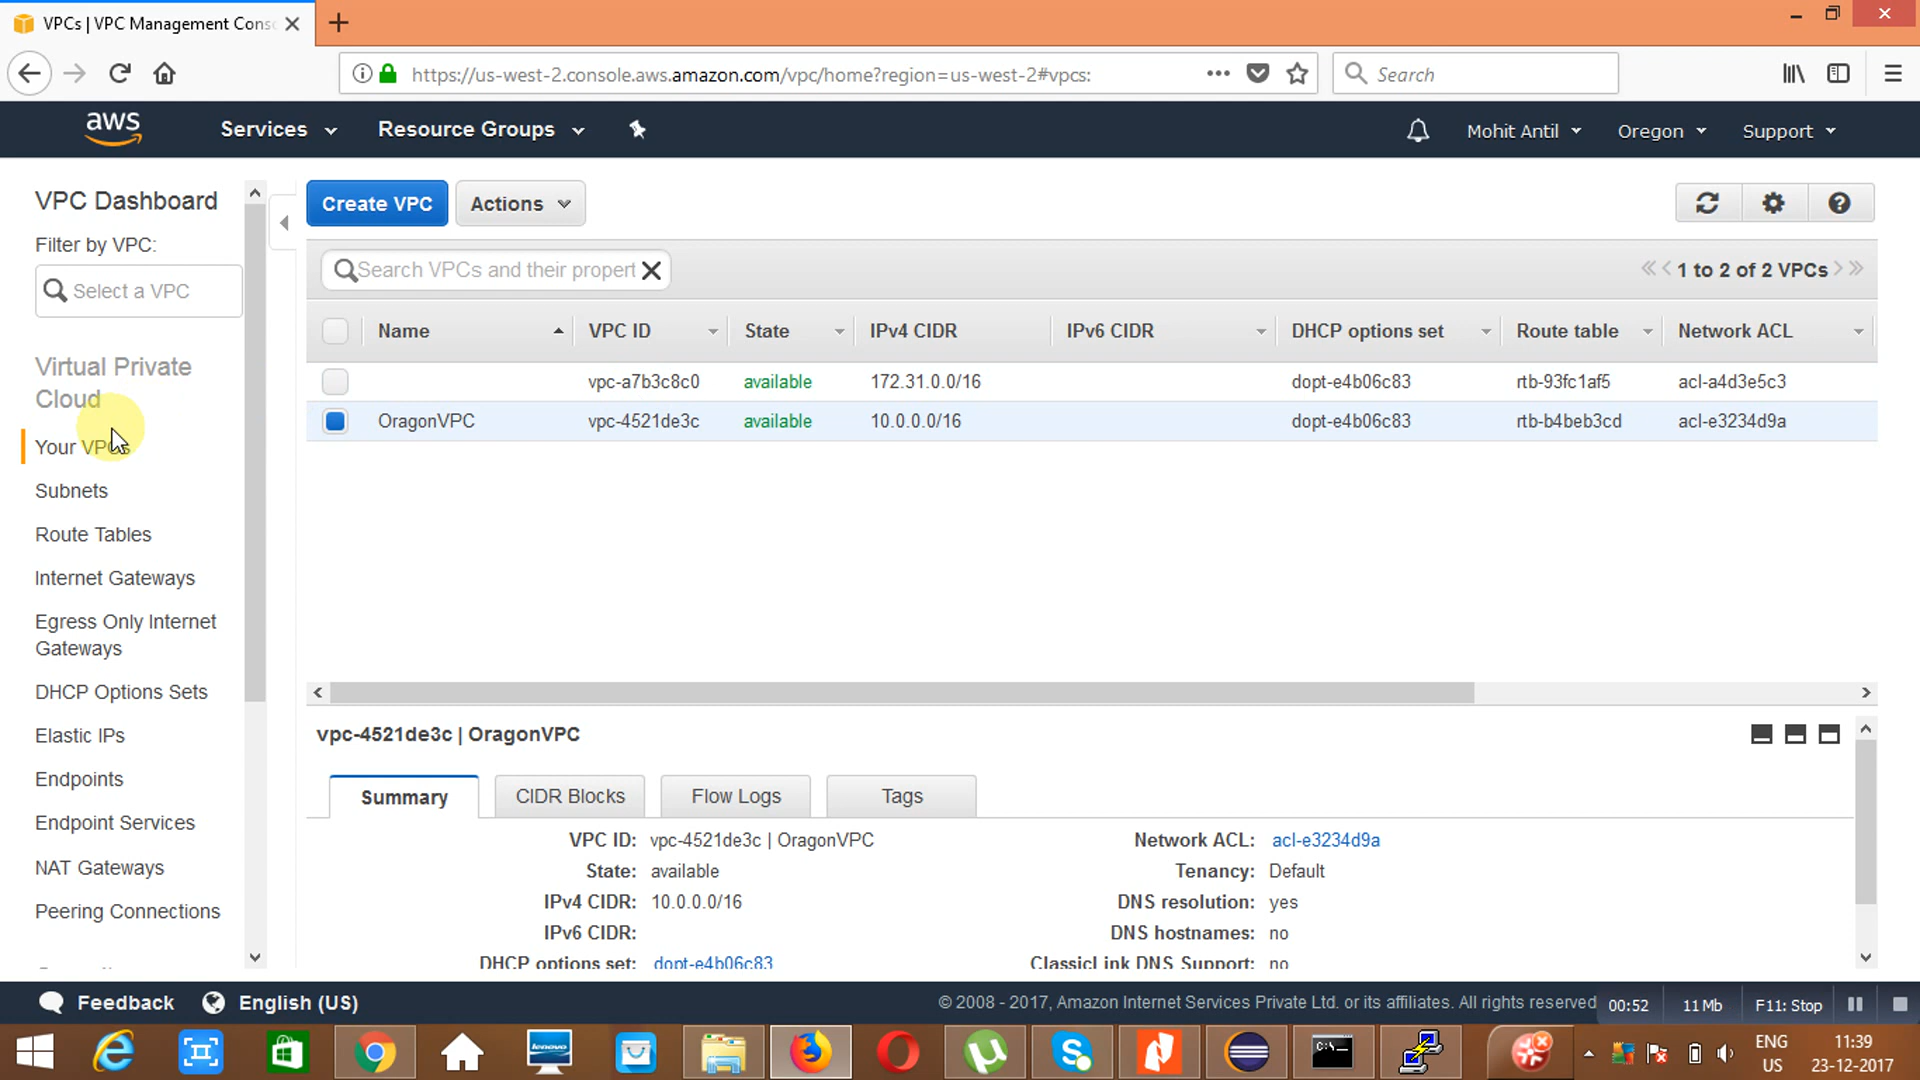 VPCs | VPC Management Cons
https://us-west-2.console.aws.amazon.com/vpc/home?region=us-west-2#vpcs:
Search
aws
Services
Resource Groups
Mohit Antil
Oregon
Support
VPC Dashboard
Filter by VPC:
Select a VPC
Virtual Private
Cloud
Your VPCs
Subnets
Route Tables
Internet Gateways
Egress Only Internet
Gateways
DHCP Options Sets
Elastic IPs
Endpoints
Endpoint Services
NAT Gateways
Peering Connections
Create VPC
Actions
Search VPCs and their propert
1 to 2 of 2 VPCs
Name VPC ID State IPv4 CIDR IPv6 CIDR DHCP options set Route table Network ACL
vpc-a7b3c8c0 available 172.31.0.0/16 dopt-e4b06c83 rtb-93fc1af5 acl-a4d3e5c3
OragonVPC vpc-4521de3c available 10.0.0.0/16 dopt-e4b06c83 rtb-b4beb3cd acl-e3234d9a
vpc-4521de3c | OragonVPC
Summary CIDR Blocks Flow Logs Tags
VPC ID: vpc-4521de3c | OragonVPC
State: available
IPv4 CIDR: 10.0.0.0/16
IPv6 CIDR:
DHCP options set: dopt-e4b06c83
Network ACL: acl-e3234d9a
Tenancy: Default
DNS resolution: yes
DNS hostnames: no
ClassicLink DNS Support: no
Feedback
English (US)
© 2008 - 2017, Amazon Internet Services Private Ltd. or its affiliates. All rights reserved
00:52
11 Mb
F11: Stop
lenovo
C:\.
ENG
US
11:39
23-12-2017